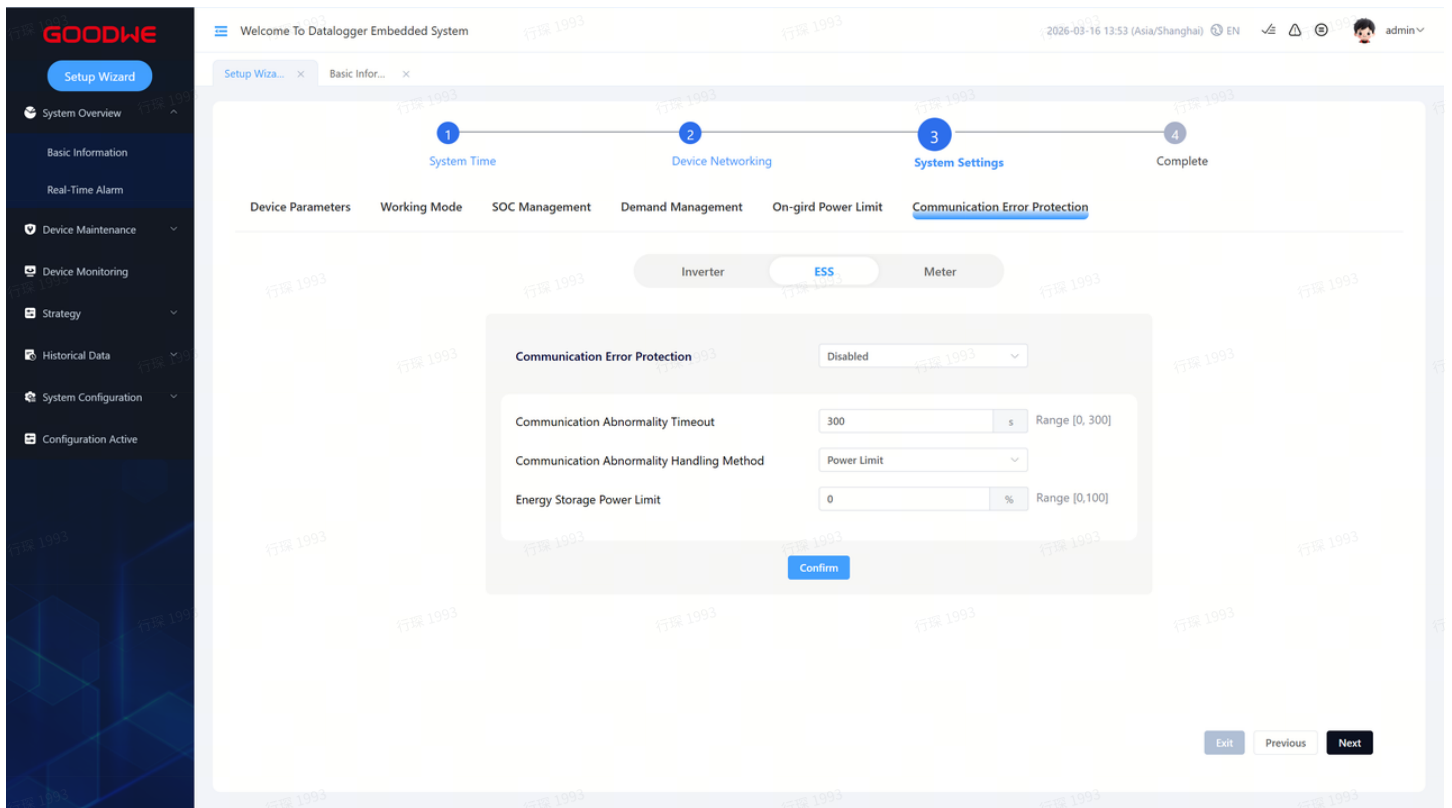 GOODWE
Welcome To Datalogger Embedded System
2026-03-16 13:53 (Asia/Shanghai) EN
admin
Setup Wizard
System Overview
Basic Information
Real-Time Alarm
Device Maintenance
Device Monitoring
Strategy
Historical Data
System Configuration
Configuration Active
Setup Wiza... ×
Basic Infor... ×
1
2
3
4
System Time
Device Networking
System Settings
Complete
Device Parameters
Working Mode
SOC Management
Demand Management
On-gird Power Limit
Communication Error Protection
Inverter
ESS
Meter
Communication Error Protection
Disabled
Communication Abnormality Timeout
300
s
Range [0, 300]
Communication Abnormality Handling Method
Power Limit
Energy Storage Power Limit
0
%
Range [0,100]
Confirm
Exit
Previous
Next
行琛 1993